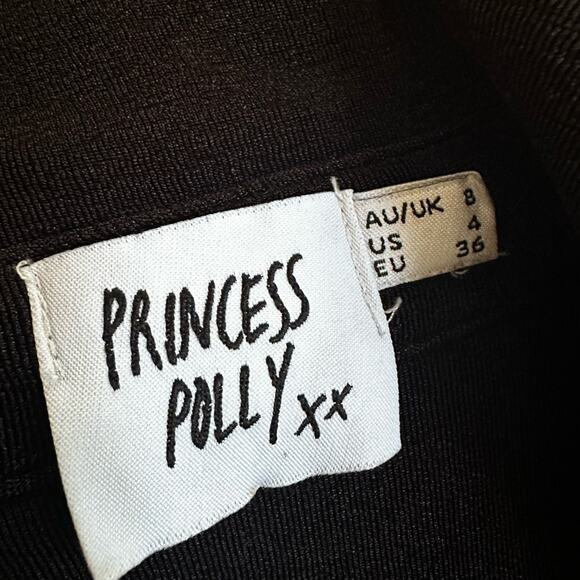 PRINCESS
POLLY xx
AU/UK 8
US 4
EU 36